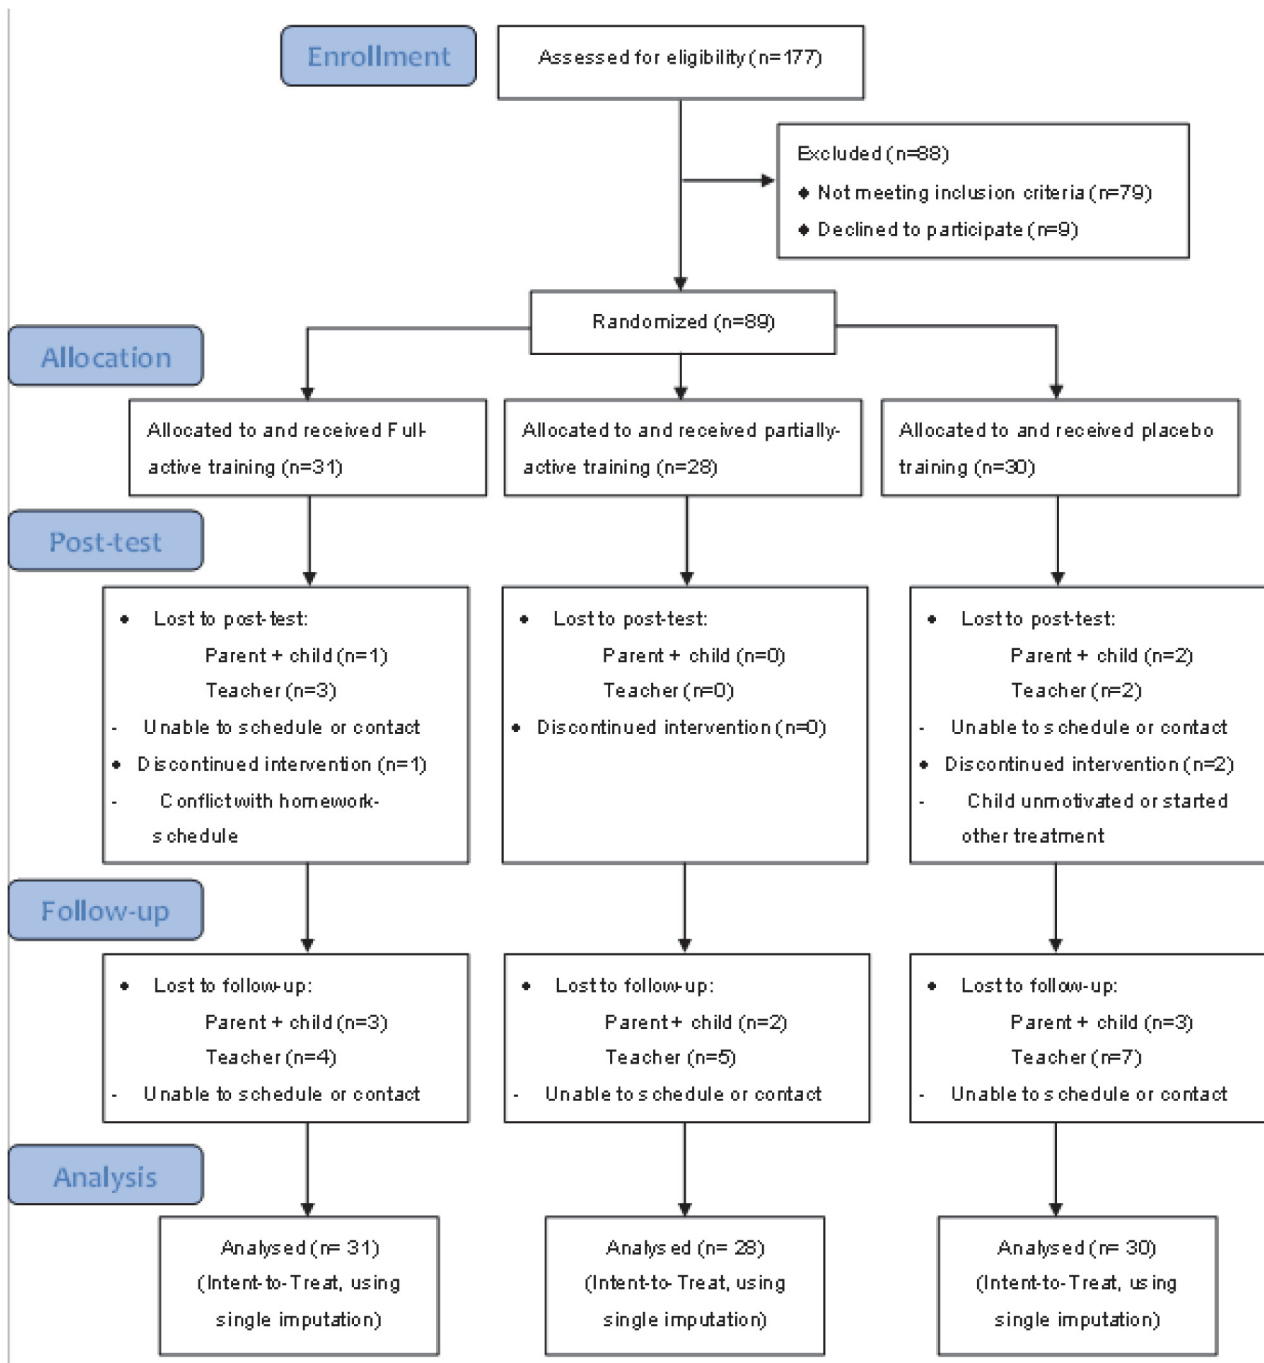 Enrollment
Assessed for eligibility (n=177)
Excluded (n=88)
♦ Not meeting inclusion criteria (n=79)
♦ Declined to participate (n=9)
Randomized (n=89)
Allocation
Allocated to and received Full-
active training (n=31)
Allocated to and received partially-
active training (n=28)
Allocated to and received placebo
training (n=30)
Post-test
• Lost to post-test:
Parent + child (n=1)
Teacher (n=3)
- Unable to schedule or contact
• Discontinued intervention (n=1)
- Conflict with homework-
schedule
• Lost to post-test:
Parent + child (n=0)
Teacher (n=0)
• Discontinued intervention (n=0)
• Lost to post-test:
Parent + child (n=2)
Teacher (n=2)
- Unable to schedule or contact
• Discontinued intervention (n=2)
- Child unmotivated or started
other treatment
Follow-up
• Lost to follow-up:
Parent + child (n=3)
Teacher (n=4)
- Unable to schedule or contact
• Lost to follow-up:
Parent + child (n=2)
Teacher (n=5)
- Unable to schedule or contact
• Lost to follow-up:
Parent + child (n=3)
Teacher (n=7)
- Unable to schedule or contact
Analysis
Analysed (n= 31)
(Intent-to-Treat, using
single imputation)
Analysed (n= 28)
(Intent-to-Treat, using
single imputation)
Analysed (n= 30)
(Intent-to-Treat, using
single imputation)